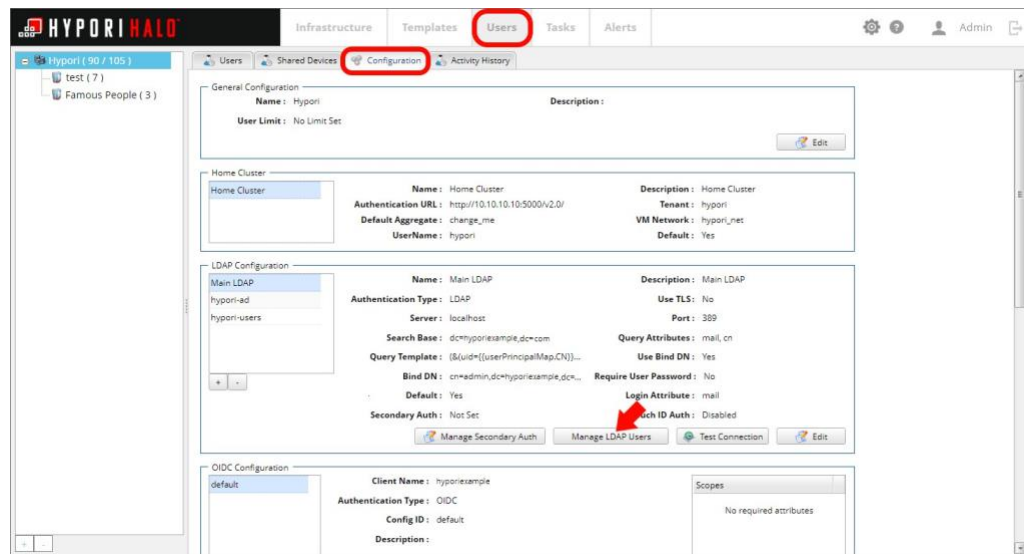 HYPORI HALO
Infrastructure Templates Users Tasks Alerts
Admin
Hypori ( 90 / 105 )
test ( 7 )
Famous People ( 3 )
Users Shared Devices Configuration Activity History
General Configuration
Name : Hypori Description :
User Limit : No Limit Set
Edit
Home Cluster
Home Cluster
Name : Home Cluster Description : Home Cluster
Authentication URL : http://10.10.10.10:5000/v2.0/ Tenant : hypori
Default Aggregate : change_me VM Network : hypori_net
UserName : hypori Default : Yes
LDAP Configuration
Main LDAP
hypori-ad
hypori-users
+ -
Name : Main LDAP Description : Main LDAP
Authentication Type : LDAP Use TLS : No
Server : localhost Port : 389
Search Base : dc=hyporiexample,dc=com Query Attributes : mail, cn
Query Template : (&(uid={{userPrincipalMap.CN}}... Use Bind DN : Yes
Bind DN : cn=admin,dc=hyporiexample,dc=... Require User Password : No
Default : Yes Login Attribute : mail
Secondary Auth : Not Set uch ID Auth : Disabled
Manage Secondary Auth Manage LDAP Users Test Connection Edit
OIDC Configuration
default
Client Name : hyporiexample
Authentication Type : OIDC
Config ID : default
Description :
Scopes
No required attributes
+ -